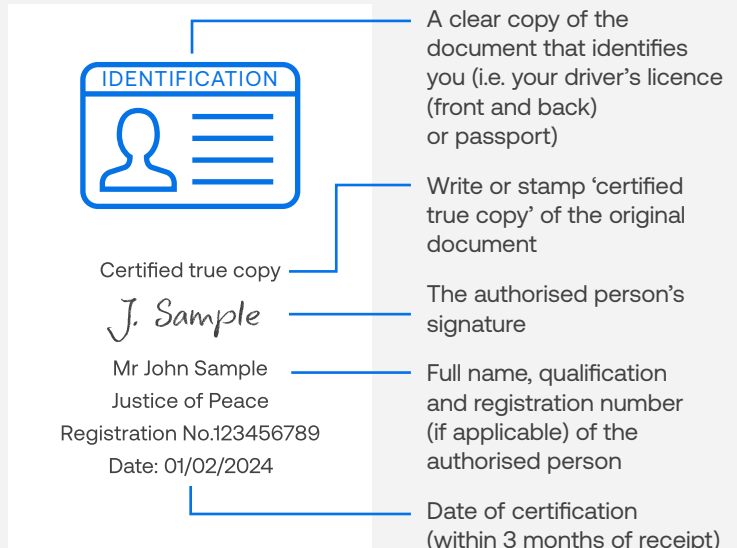 IDENTIFICATION
Certified true copy
J. Sample
Mr John Sample
Justice of Peace
Registration No.123456789
Date: 01/02/2024
A clear copy of the
document that identifies
you (i.e. your driver’s licence
(front and back)
or passport)
Write or stamp ‘certified
true copy’ of the original
document
The authorised person’s
signature
Full name, qualification
and registration number
(if applicable) of the
authorised person
Date of certification
(within 3 months of receipt)